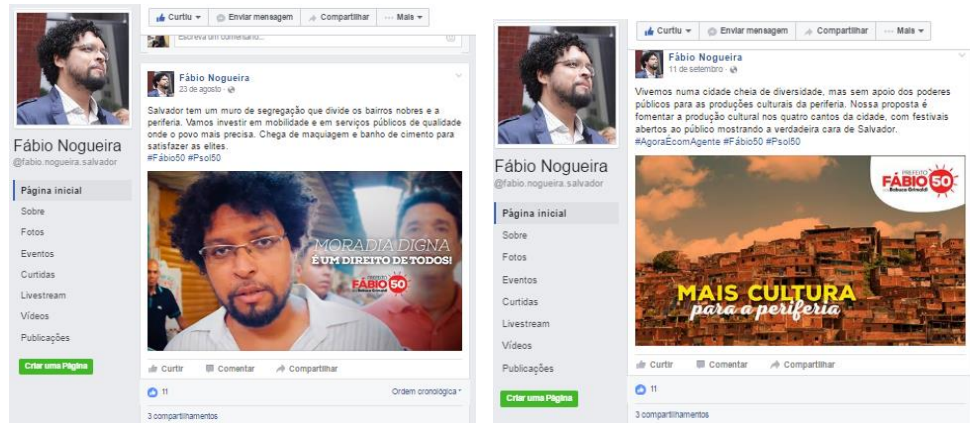 Curtiu
Enviar mensagem
Compartilhar
Mais
Escreva um comentário...
Fábio Nogueira
23 de agosto
Salvador tem um muro de segregação que divide os bairros nobres e a
periferia. Vamos investir em mobilidade e em serviços públicos de qualidade
onde o povo mais precisa. Chega de maquiagem e banho de cimento para
satisfazer as elites.
#Fábio50 #Psol50
Fábio Nogueira
@fabio.nogueira.salvador
Página inicial
Sobre
Fotos
Eventos
Curtidas
Livestream
Vídeos
Publicações
Criar uma Página
MORADIA DIGNA
É UM DIREITO DE TODOS!
PREFEITO
FÁBIO 50
Curtir
Comentar
Compartilhar
11
Ordem cronológica
3 compartilhamentos
Curtiu
Enviar mensagem
Compartilhar
Mais
Fábio Nogueira
11 de setembro
Vivemos numa cidade cheia de diversidade, mas sem apoio dos poderes
públicos para as produções culturais da periferia. Nossa proposta é
fomentar a produção cultural nos quatro cantos da cidade, com festivais
abertos ao público mostrando a verdadeira cara de Salvador.
#AgoraÉcomAgente #Fábio50 #Psol50
Fábio Nogueira
@fabio.nogueira.salvador
Página inicial
Sobre
Fotos
Eventos
Curtidas
Livestream
Vídeos
Publicações
Criar uma Página
PREFEITO
FÁBIO 50
MAIS CULTURA
para a periferia
Curtir
Comentar
Compartilhar
11
3 compartilhamentos